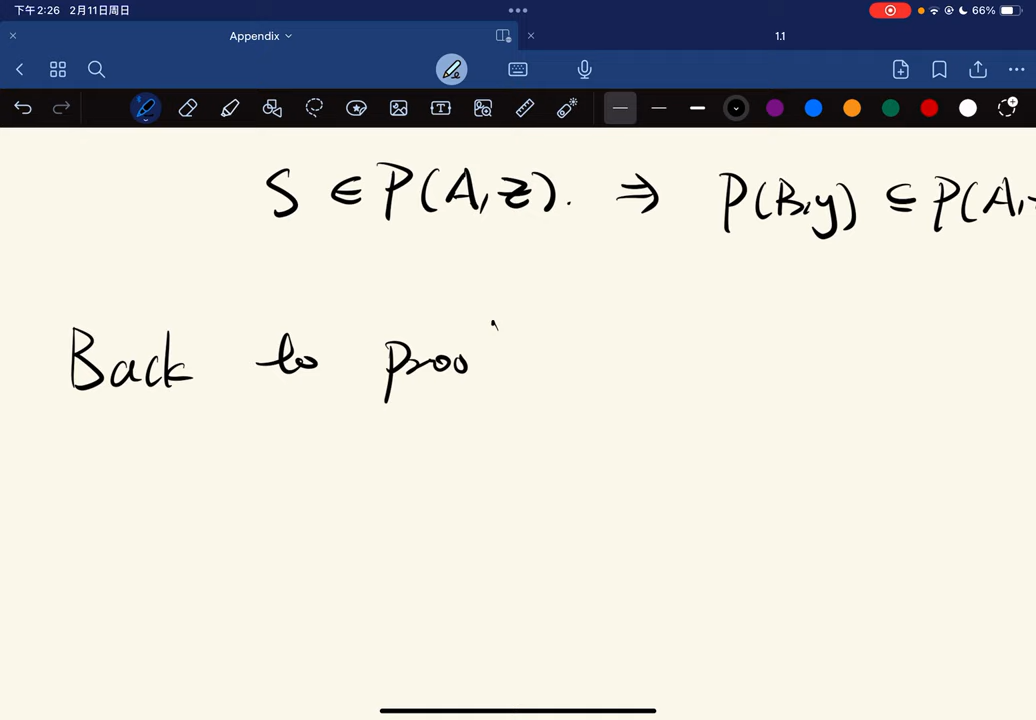 下午2:26 2月11日周日 66%
Appendix 1.1
S ∈ P(A, z). ⇒ P(B, y) ⊆ P(A,
Back to proo